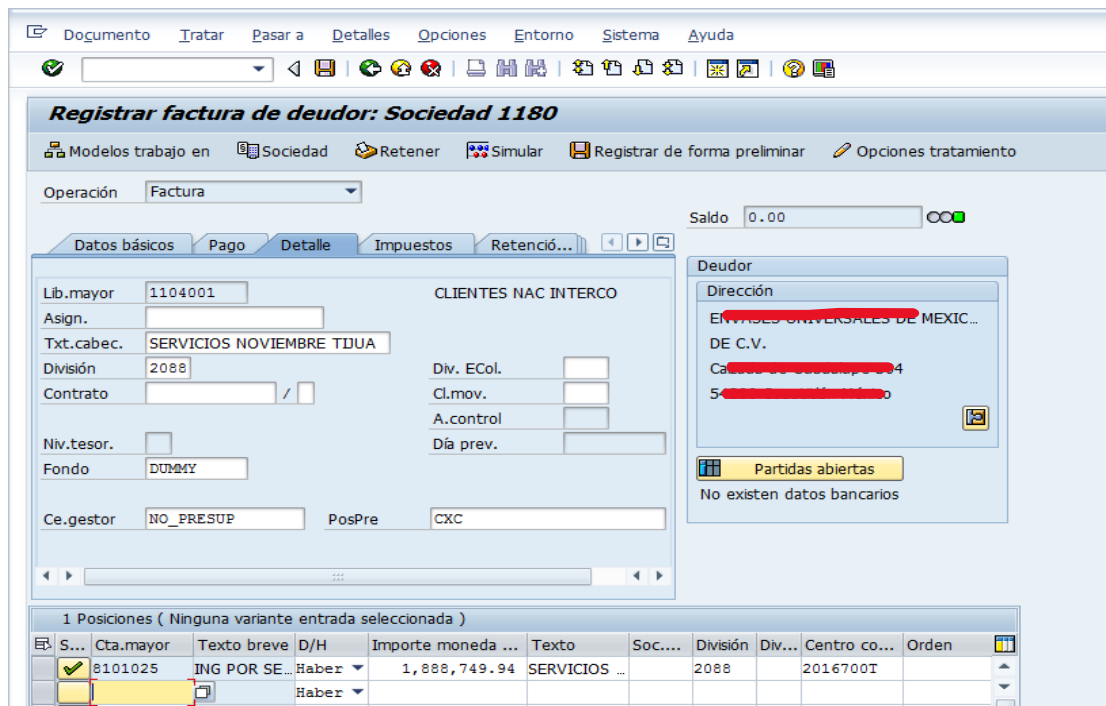 Documento Tratar Pasar a Detalles Opciones Entorno Sistema Ayuda
Registrar factura de deudor: Sociedad 1180
Modelos trabajo en Sociedad Retener Simular Registrar de forma preliminar Opciones tratamiento
Operación Factura
Saldo 0.00
Datos básicos Pago Detalle Impuestos Retenció...
Lib.mayor 1104001 CLIENTES NAC INTERCO
Asign.
Txt.cabec. SERVICIOS NOVIEMBRE TIJUA
División 2088 Div. ECol.
Contrato / Cl.mov.
A.control
Niv.tesor. Día prev.
Fondo DUMMY
Ce.gestor NO_PRESUP PosPre CXC
Deudor
Dirección
DE MEXIC...
DE C.V.
4
5
Partidas abiertas
No existen datos bancarios
1 Posiciones ( Ninguna variante entrada seleccionada )
S... Cta.mayor Texto breve D/H Importe moneda ... Texto Soc.... División Div... Centro co... Orden
8101025 ING POR SE... Haber 1,888,749.94 SERVICIOS ... 2088 2016700T
Haber